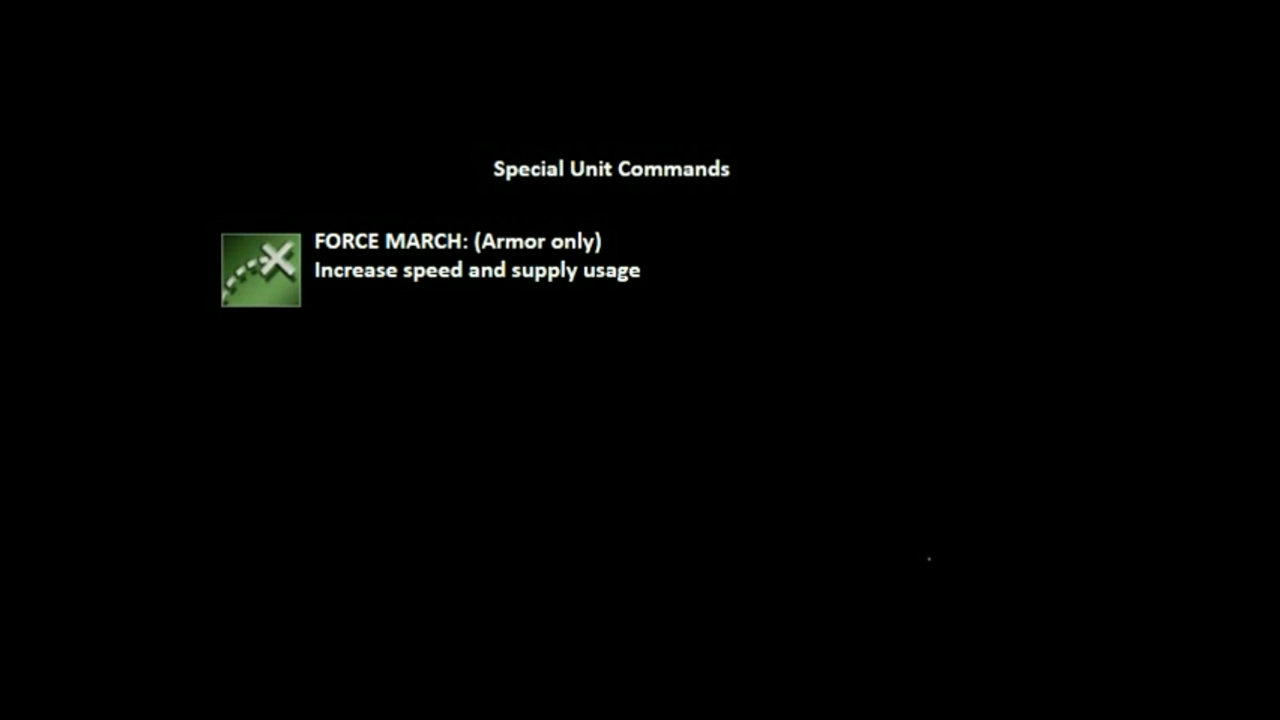 Special Unit Commands
FORCE MARCH: (Armor only)
Increase speed and supply usage